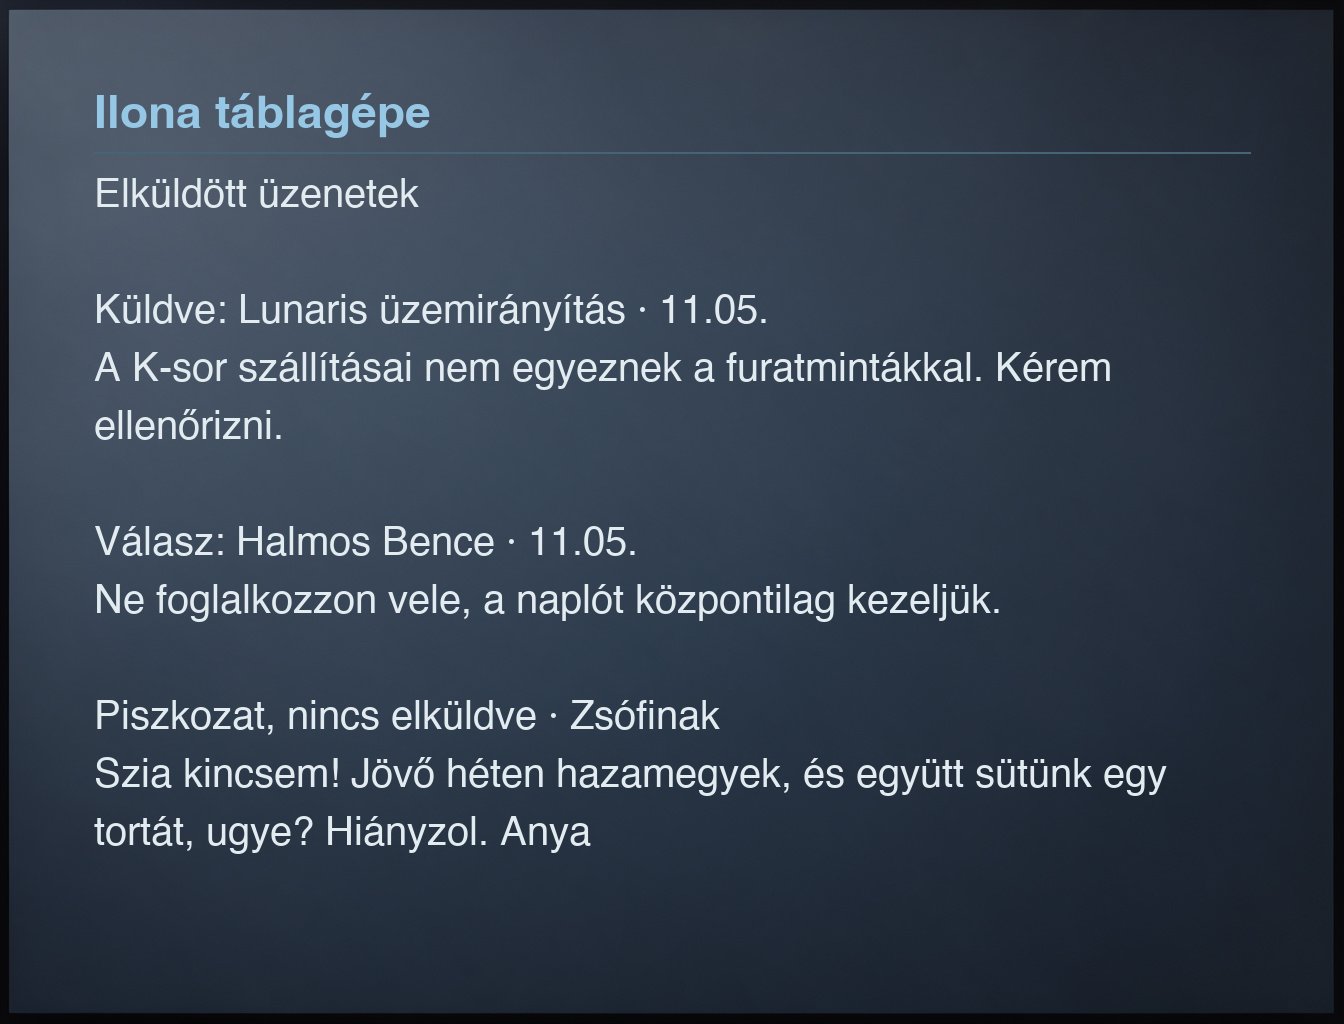 Ilona táblagépe
Elküldött üzenetek
Küldve: Lunaris üzemirányítás · 11.05.
A K-sor szállításai nem egyeznek a furatmintákkal. Kérem
ellenőrizni.
Válasz: Halmos Bence · 11.05.
Ne foglalkozzon vele, a naplót központilag kezeljük.
Piszkozat, nincs elküldve · Zsófinak
Szia kincsem! Jövő héten hazamegyek, és együtt sütünk egy
tortát, ugye? Hiányzol. Anya